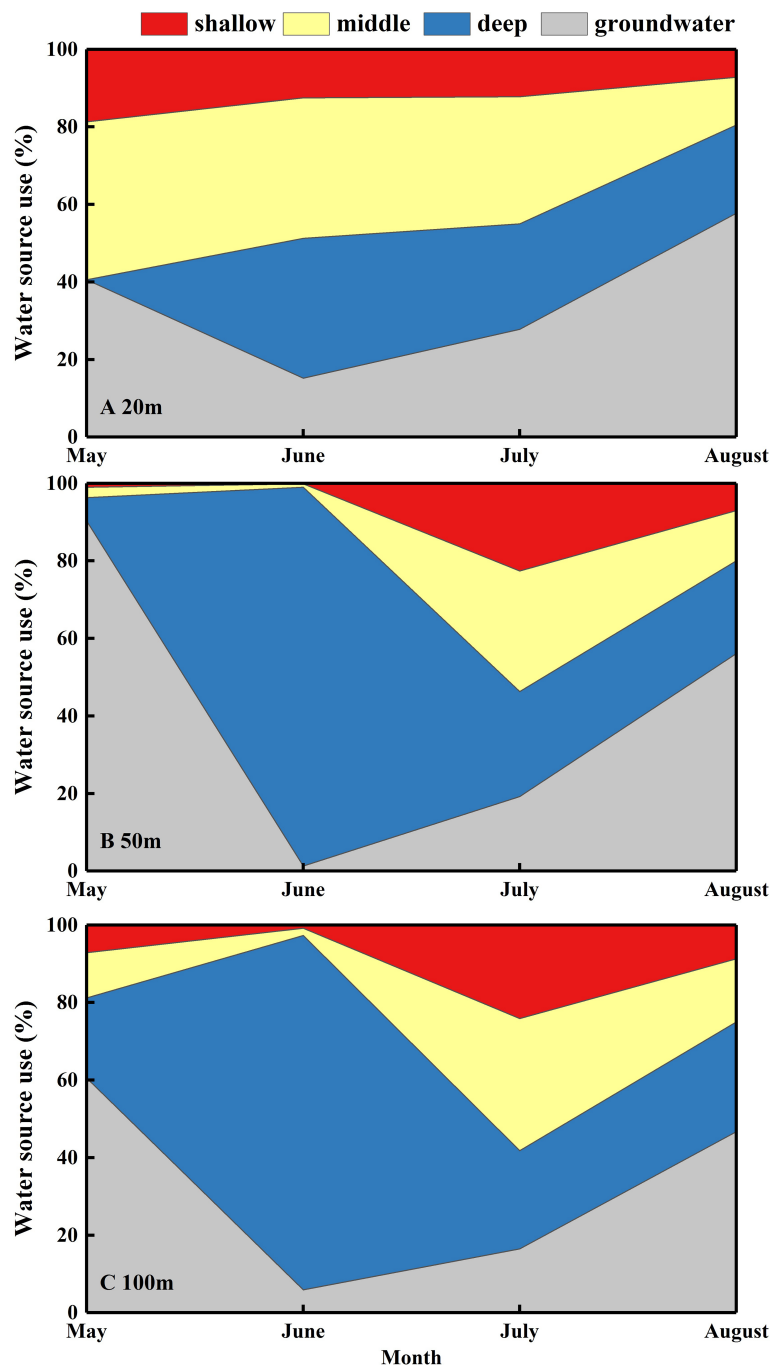 shallow middle deep groundwater
100
80
60
40
20
0
Water source use (%)
A 20m
May June July August
100
80
60
40
20
0
Water source use (%)
B 50m
May June July August
100
80
60
40
20
0
Water source use (%)
C 100m
May June July August
Month